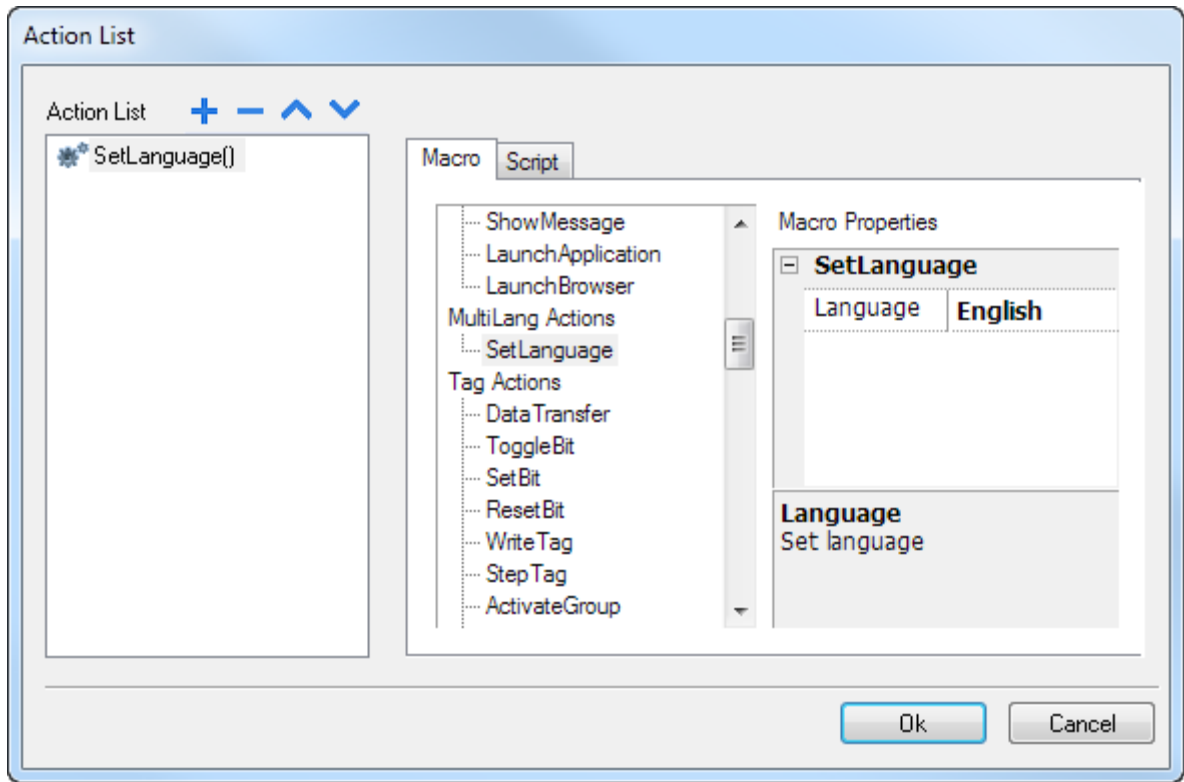 Action List
Action List
SetLanguage()
Macro
Script
ShowMessage
LaunchApplication
LaunchBrowser
MultiLang Actions
SetLanguage
Tag Actions
DataTransfer
ToggleBit
SetBit
ResetBit
WriteTag
StepTag
ActivateGroup
Macro Properties
SetLanguage
Language English
Language
Set language
Ok
Cancel